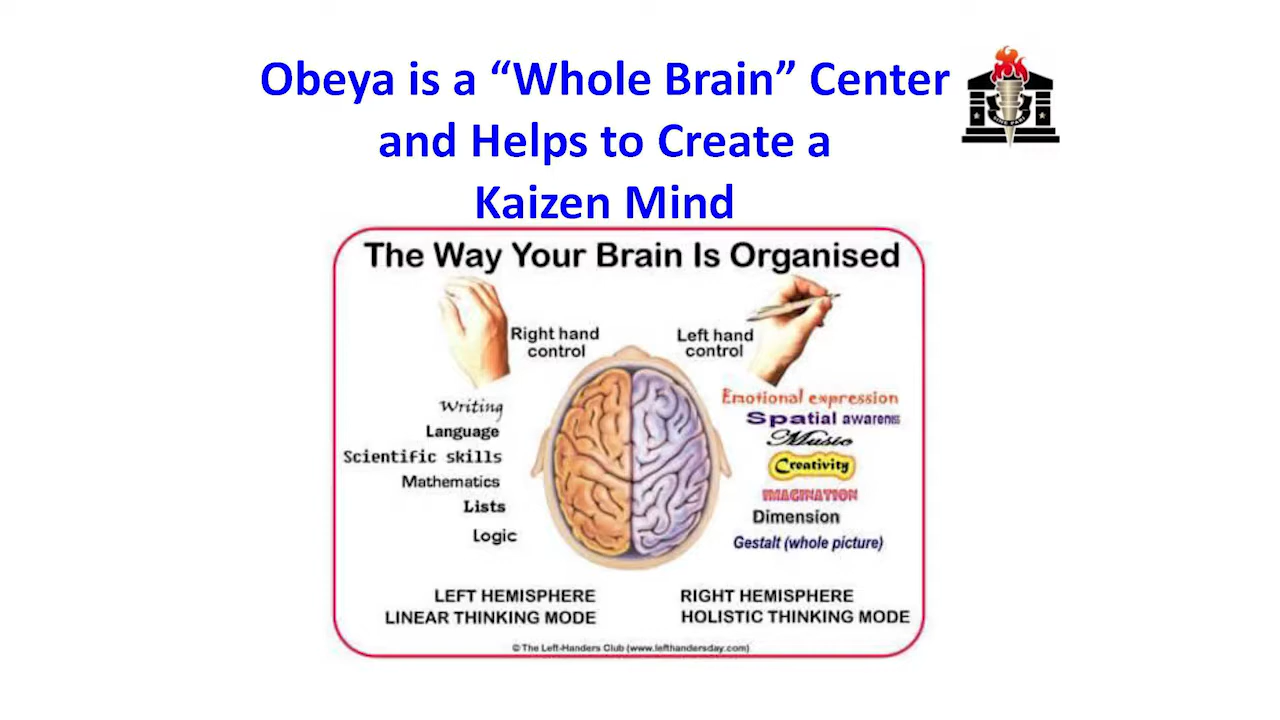 Obeya is a “Whole Brain” Center
and Helps to Create a
Kaizen Mind
The Way Your Brain Is Organised
Right hand
control
Left hand
control
Writing
Language
Scientific skills
Mathematics
Lists
Logic
Emotional expression
Spatial awarenes
Music
Creativity
IMAGINATION
Dimension
Gestalt (whole picture)
LEFT HEMISPHERE
LINEAR THINKING MODE
RIGHT HEMISPHERE
HOLISTIC THINKING MODE
© The Left-Handers Club (www.lefthandersday.com)
SINE PARI